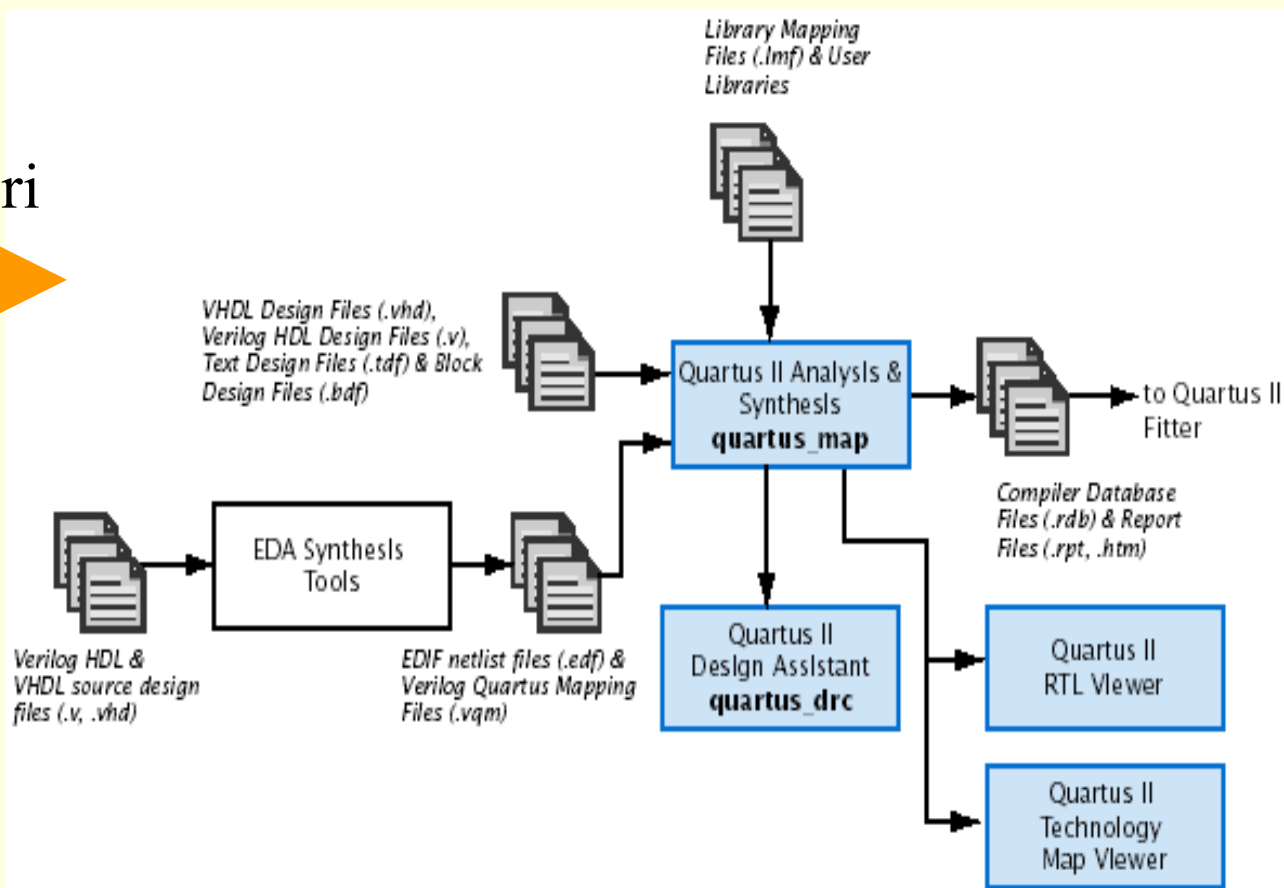 Library Mapping
Files (.lmf) & User
Libraries
ri
VHDL Design Files (.vhd),
Verilog HDL Design Files (.v),
Text Design Files (.tdf) & Block
Design Files (.bdf)
Quartus II Analysis &
Synthesis
quartus_map
to Quartus II
Fitter
Compiler Database
Files (.rdb) & Report
Files (.rpt, .htm)
EDA Synthesis
Tools
Verilog HDL &
VHDL source design
files (.v, .vhd)
EDIF netlist files (.edf) &
Verilog Quartus Mapping
Files (.vqm)
Quartus II
Design Assistant
quartus_drc
Quartus II
RTL Viewer
Quartus II
Technology
Map Viewer